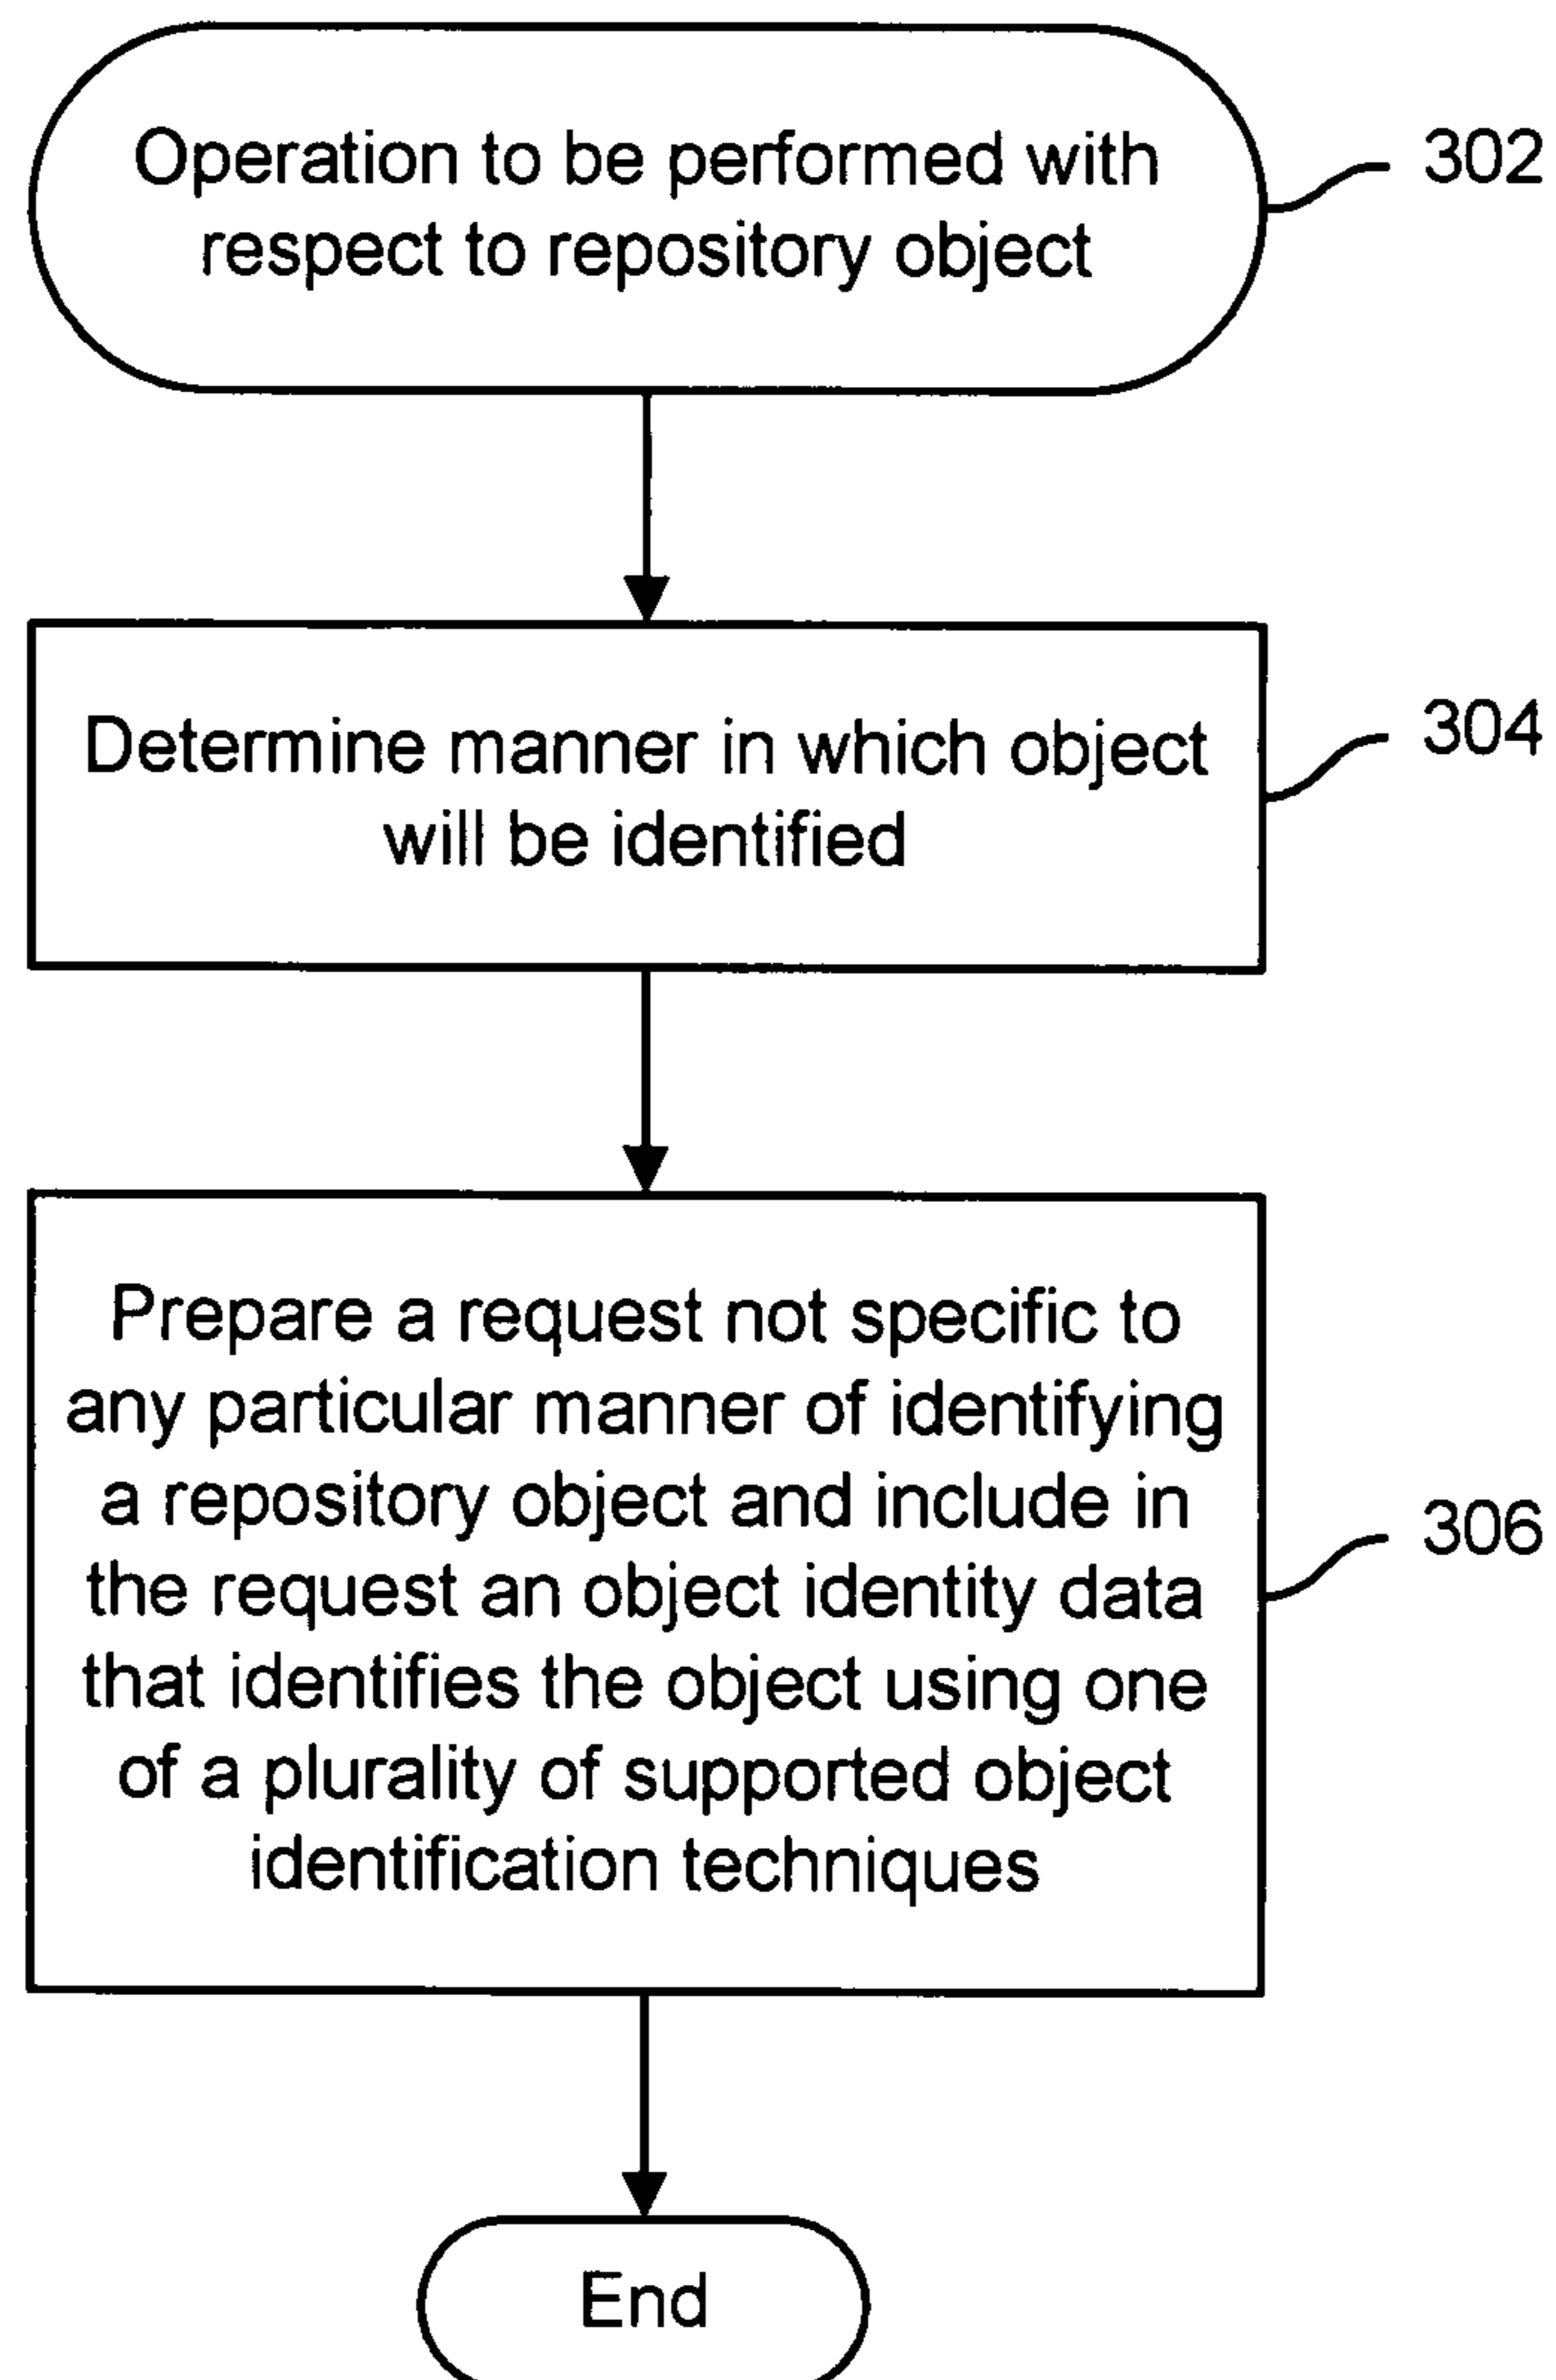 Operation to be performed with
respect to repository object
302
Determine manner in which object
will be identified
304
Prepare a request not specific to
any particular manner of identifying
a repository object and include in
the request an object identity data
that identifies the object using one
of a plurality of supported object
identification techniques
306
End